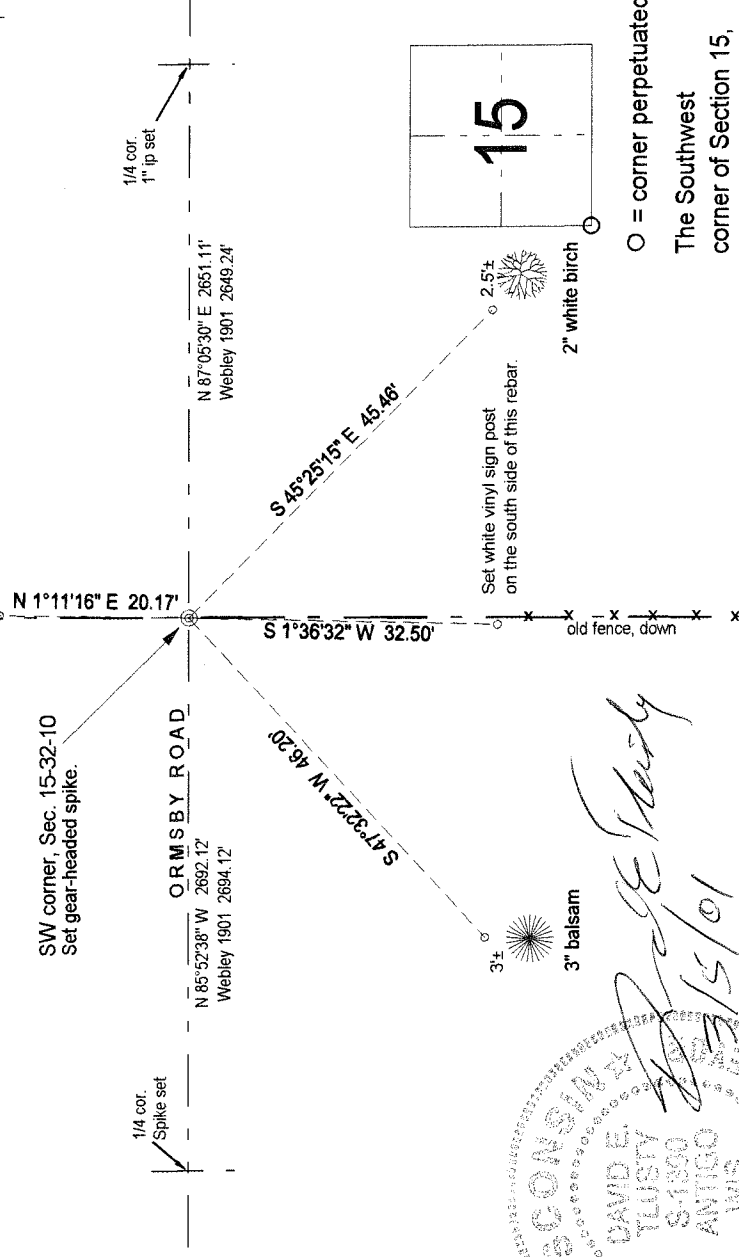 SW corner, Sec. 15-32-10
Set gear-headed spike.
N 1°11'16" E 20.17'
1/4 cor.
Spike set
1/4 cor.
1" ip set
ORMSBY ROAD
N 85°52'38" W 2692.12'
Webley 1901 2694.12'
N 87°05'30" E 2651.11'
Webley 1901 2649.24'
S 47°32'22" W 46.20'
S 1°36'32" W 32.50'
S 45°25'15" E 45.46'
3'±
3" balsam
Set white vinyl sign post
on the south side of this rebar.
old fence, down
2.5'±
2" white birch
15
O = corner perpetuated
The Southwest
corner of Section 15,
SCONSIN
DAVID E.
TLUSTY
S-1300
ANTIGO
WIS
3/5/01